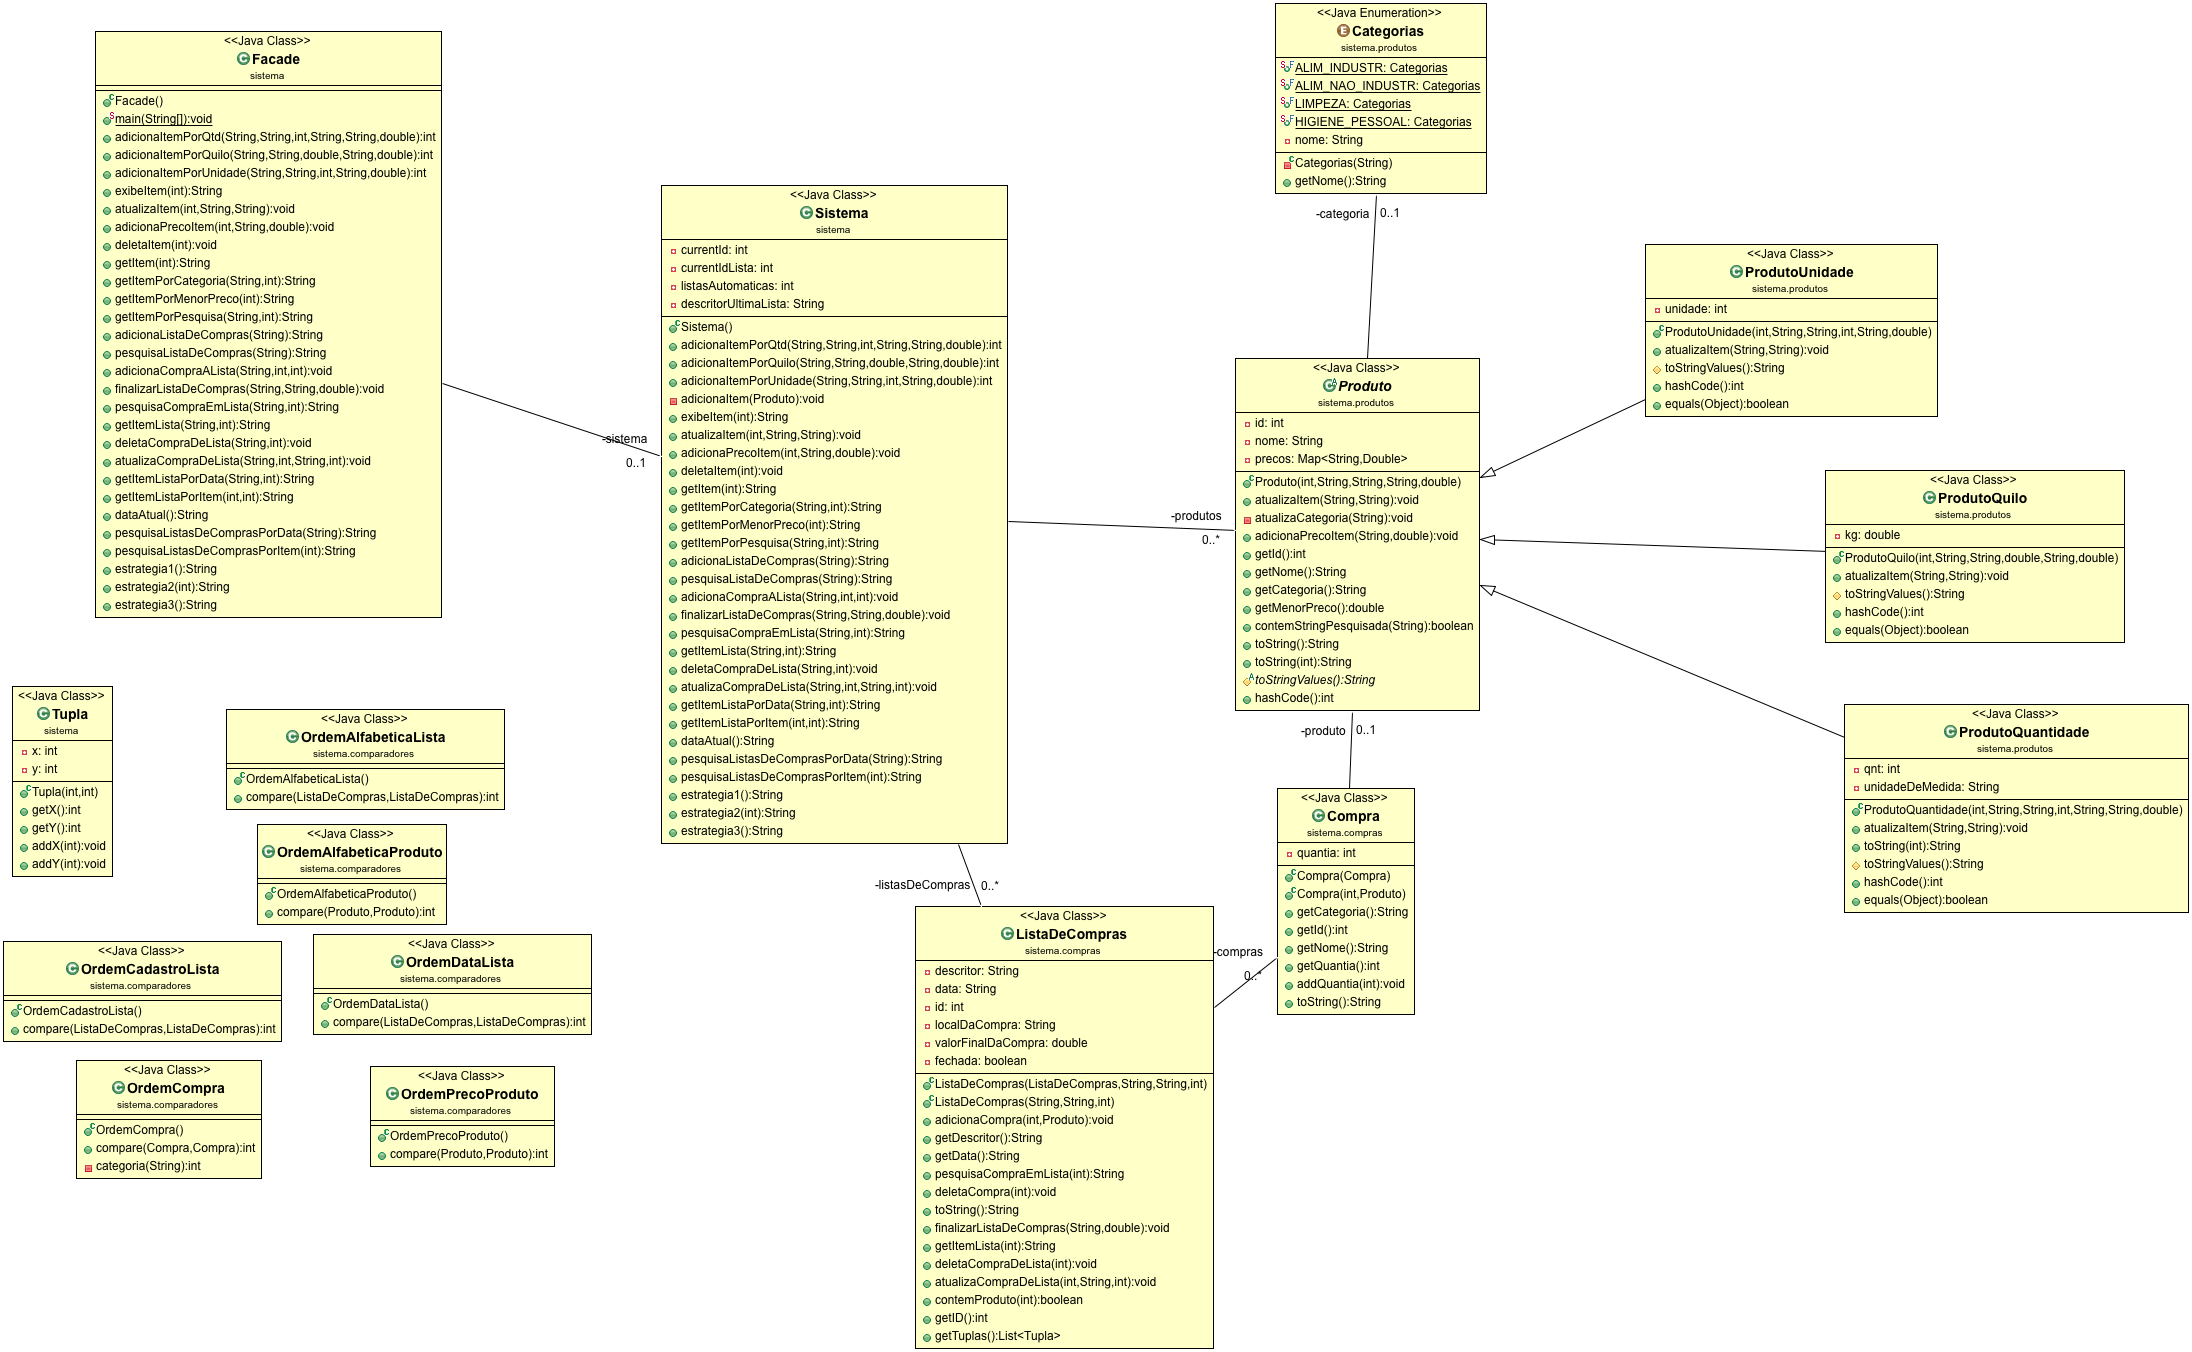 <<Java Class>>
Facade
sistema
Facade()
main(String[]):void
adicionaItemPorQtd(String,String,int,String,String,double):int
adicionaItemPorQuilo(String,String,double,String,double):int
adicionaItemPorUnidade(String,String,int,String,double):int
exibeItem(int):String
atualizaItem(int,String,String):void
adicionaPrecoItem(int,String,double):void
deletaItem(int):void
getItem(int):String
getItemPorCategoria(String,int):String
getItemPorMenorPreco(int):String
getItemPorPesquisa(String,int):String
adicionaListaDeCompras(String):String
pesquisaListaDeCompras(String):String
adicionaCompraALista(String,int,int):void
finalizarListaDeCompras(String,String,double):void
pesquisaCompraEmLista(String,int):String
getItemLista(String,int):String
deletaCompraDeLista(String,int):void
atualizaCompraDeLista(String,int,String,int):void
getItemListaPorData(String,int):String
getItemListaPorItem(int,int):String
dataAtual():String
pesquisaListasDeComprasPorData(String):String
pesquisaListasDeComprasPorItem(int):String
estrategia1():String
estrategia2(int):String
estrategia3():String
-sistema
0..1
<<Java Class>>
Sistema
sistema
currentId: int
currentIdLista: int
listasAutomaticas: int
descritorUltimaLista: String
Sistema()
adicionaItemPorQtd(String,String,int,String,String,double):int
adicionaItemPorQuilo(String,String,double,String,double):int
adicionaItemPorUnidade(String,String,int,String,double):int
adicionaItem(Produto):void
exibeItem(int):String
atualizaItem(int,String,String):void
adicionaPrecoItem(int,String,double):void
deletaItem(int):void
getItem(int):String
getItemPorCategoria(String,int):String
getItemPorMenorPreco(int):String
getItemPorPesquisa(String,int):String
adicionaListaDeCompras(String):String
pesquisaListaDeCompras(String):String
adicionaCompraALista(String,int,int):void
finalizarListaDeCompras(String,String,double):void
pesquisaCompraEmLista(String,int):String
getItemLista(String,int):String
deletaCompraDeLista(String,int):void
atualizaCompraDeLista(String,int,String,int):void
getItemListaPorData(String,int):String
getItemListaPorItem(int,int):String
dataAtual():String
pesquisaListasDeComprasPorData(String):String
pesquisaListasDeComprasPorItem(int):String
estrategia1():String
estrategia2(int):String
estrategia3():String
-produtos
0..*
-listasDeCompras 0..*
<<Java Enumeration>>
Categorias
sistema.produtos
ALIM_INDUSTR: Categorias
ALIM_NAO_INDUSTR: Categorias
LIMPEZA: Categorias
HIGIENE_PESSOAL: Categorias
nome: String
Categorias(String)
getNome():String
-categoria 0..1
<<Java Class>>
Produto
sistema.produtos
id: int
nome: String
precos: Map<String,Double>
Produto(int,String,String,String,double)
atualizaItem(String,String):void
atualizaCategoria(String):void
adicionaPrecoItem(String,double):void
getId():int
getNome():String
getCategoria():String
getMenorPreco():double
contemStringPesquisada(String):boolean
toString():String
toString(int):String
toStringValues():String
hashCode():int
-produto 0..1
<<Java Class>>
ProdutoUnidade
sistema.produtos
unidade: int
ProdutoUnidade(int,String,String,int,String,double)
atualizaItem(String,String):void
toStringValues():String
hashCode():int
equals(Object):boolean
<<Java Class>>
ProdutoQuilo
sistema.produtos
kg: double
ProdutoQuilo(int,String,String,double,String,double)
atualizaItem(String,String):void
toStringValues():String
hashCode():int
equals(Object):boolean
<<Java Class>>
ProdutoQuantidade
sistema.produtos
qnt: int
unidadeDeMedida: String
ProdutoQuantidade(int,String,String,int,String,String,double)
atualizaItem(String,String):void
toString(int):String
toStringValues():String
hashCode():int
equals(Object):boolean
<<Java Class>>
Tupla
sistema
x: int
y: int
Tupla(int,int)
getX():int
getY():int
addX(int):void
addY(int):void
<<Java Class>>
OrdemAlfabeticaLista
sistema.comparadores
OrdemAlfabeticaLista()
compare(ListaDeCompras,ListaDeCompras):int
<<Java Class>>
OrdemAlfabeticaProduto
sistema.comparadores
OrdemAlfabeticaProduto()
compare(Produto,Produto):int
<<Java Class>>
OrdemCadastroLista
sistema.comparadores
OrdemCadastroLista()
compare(ListaDeCompras,ListaDeCompras):int
<<Java Class>>
OrdemDataLista
sistema.comparadores
OrdemDataLista()
compare(ListaDeCompras,ListaDeCompras):int
<<Java Class>>
OrdemCompra
sistema.comparadores
OrdemCompra()
compare(Compra,Compra):int
categoria(String):int
<<Java Class>>
OrdemPrecoProduto
sistema.comparadores
OrdemPrecoProduto()
compare(Produto,Produto):int
<<Java Class>>
Compra
sistema.compras
quantia: int
Compra(Compra)
Compra(int,Produto)
getCategoria():String
getId():int
getNome():String
getQuantia():int
addQuantia(int):void
toString():String
-compras
0..*
<<Java Class>>
ListaDeCompras
sistema.compras
descritor: String
data: String
id: int
localDaCompra: String
valorFinalDaCompra: double
fechada: boolean
ListaDeCompras(ListaDeCompras,String,String,int)
ListaDeCompras(String,String,int)
adicionaCompra(int,Produto):void
getDescritor():String
getData():String
pesquisaCompraEmLista(int):String
deletaCompra(int):void
toString():String
finalizarListaDeCompras(String,double):void
getItemLista(int):String
deletaCompraDeLista(int):void
atualizaCompraDeLista(int,String,int):void
contemProduto(int):boolean
getID():int
getTuplas():List<Tupla>